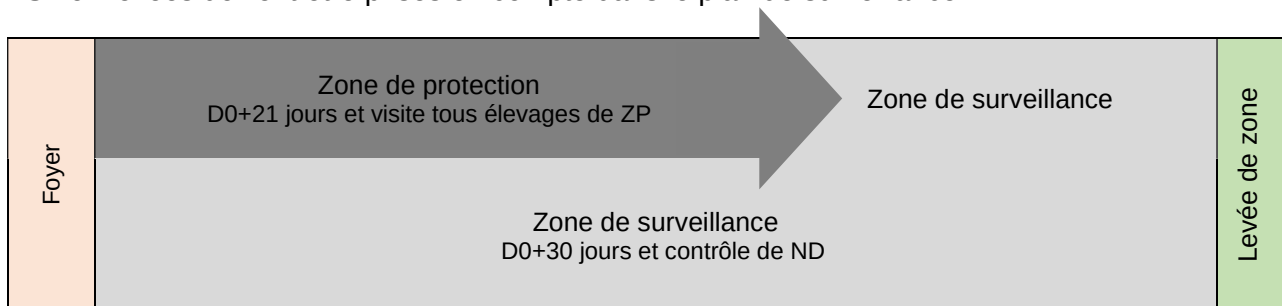 Foyer
Zone de protection
D0+21 jours et visite tous élevages de ZP
Zone de surveillance
Zone de surveillance
D0+30 jours et contrôle de ND
Levée de zone